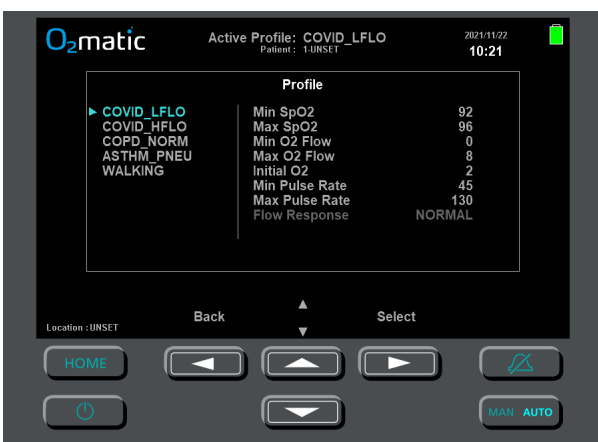 O2matic
Active Profile: COVID_LFLO
Patient : 1-UNSET
2021/11/22
10:21
Profile
COVID_LFLO
COVID_HFLO
COPD_NORM
ASTHM_PNEU
WALKING
Min SpO2 92
Max SpO2 96
Min O2 Flow 0
Max O2 Flow 8
Initial O2 2
Min Pulse Rate 45
Max Pulse Rate 130
Flow Response NORMAL
Back
Select
Location : UNSET
HOME
MAN AUTO